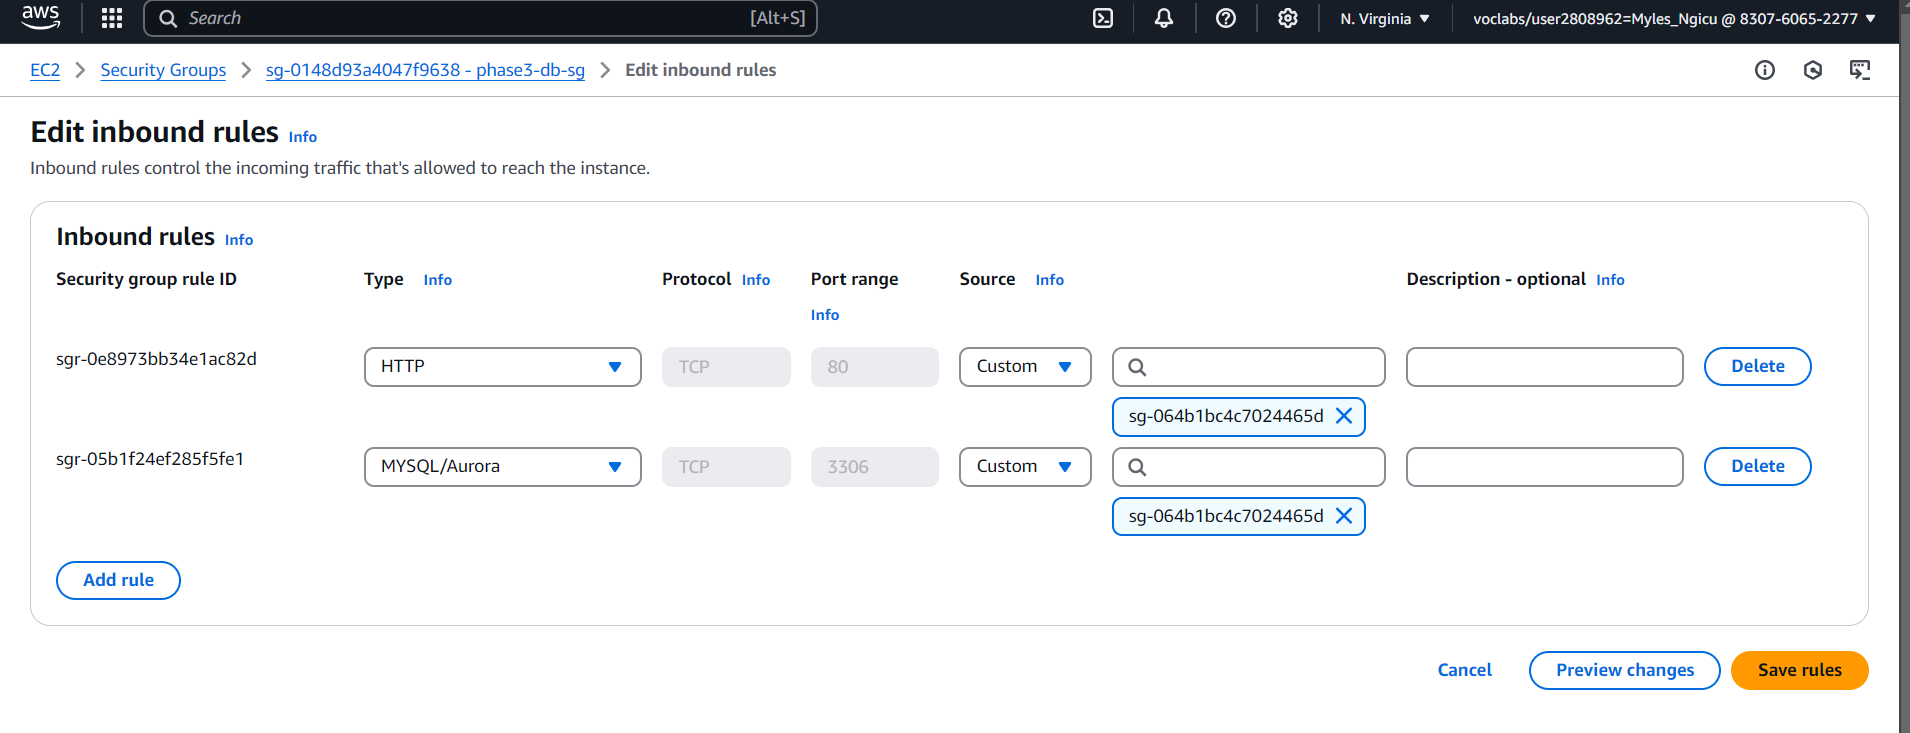 aws
Search [Alt+S] N. Virginia voclabs/user2808962=Myles_Ngicu @ 8307-6065-2277
EC2 Security Groups sg-0148d93a4047f9638 - phase3-db-sg Edit inbound rules
Edit inbound rules Info
Inbound rules control the incoming traffic that's allowed to reach the instance.
Inbound rules Info
Security group rule ID Type Info Protocol Info Port range Info Source Info Description - optional Info
sgr-0e8973bb34e1ac82d HTTP TCP 80 Custom Delete
sg-064b1bc4c7024465d
sgr-05b1f24ef285f5fe1 MYSQL/Aurora TCP 3306 Custom Delete
sg-064b1bc4c7024465d
Add rule
Cancel Preview changes Save rules